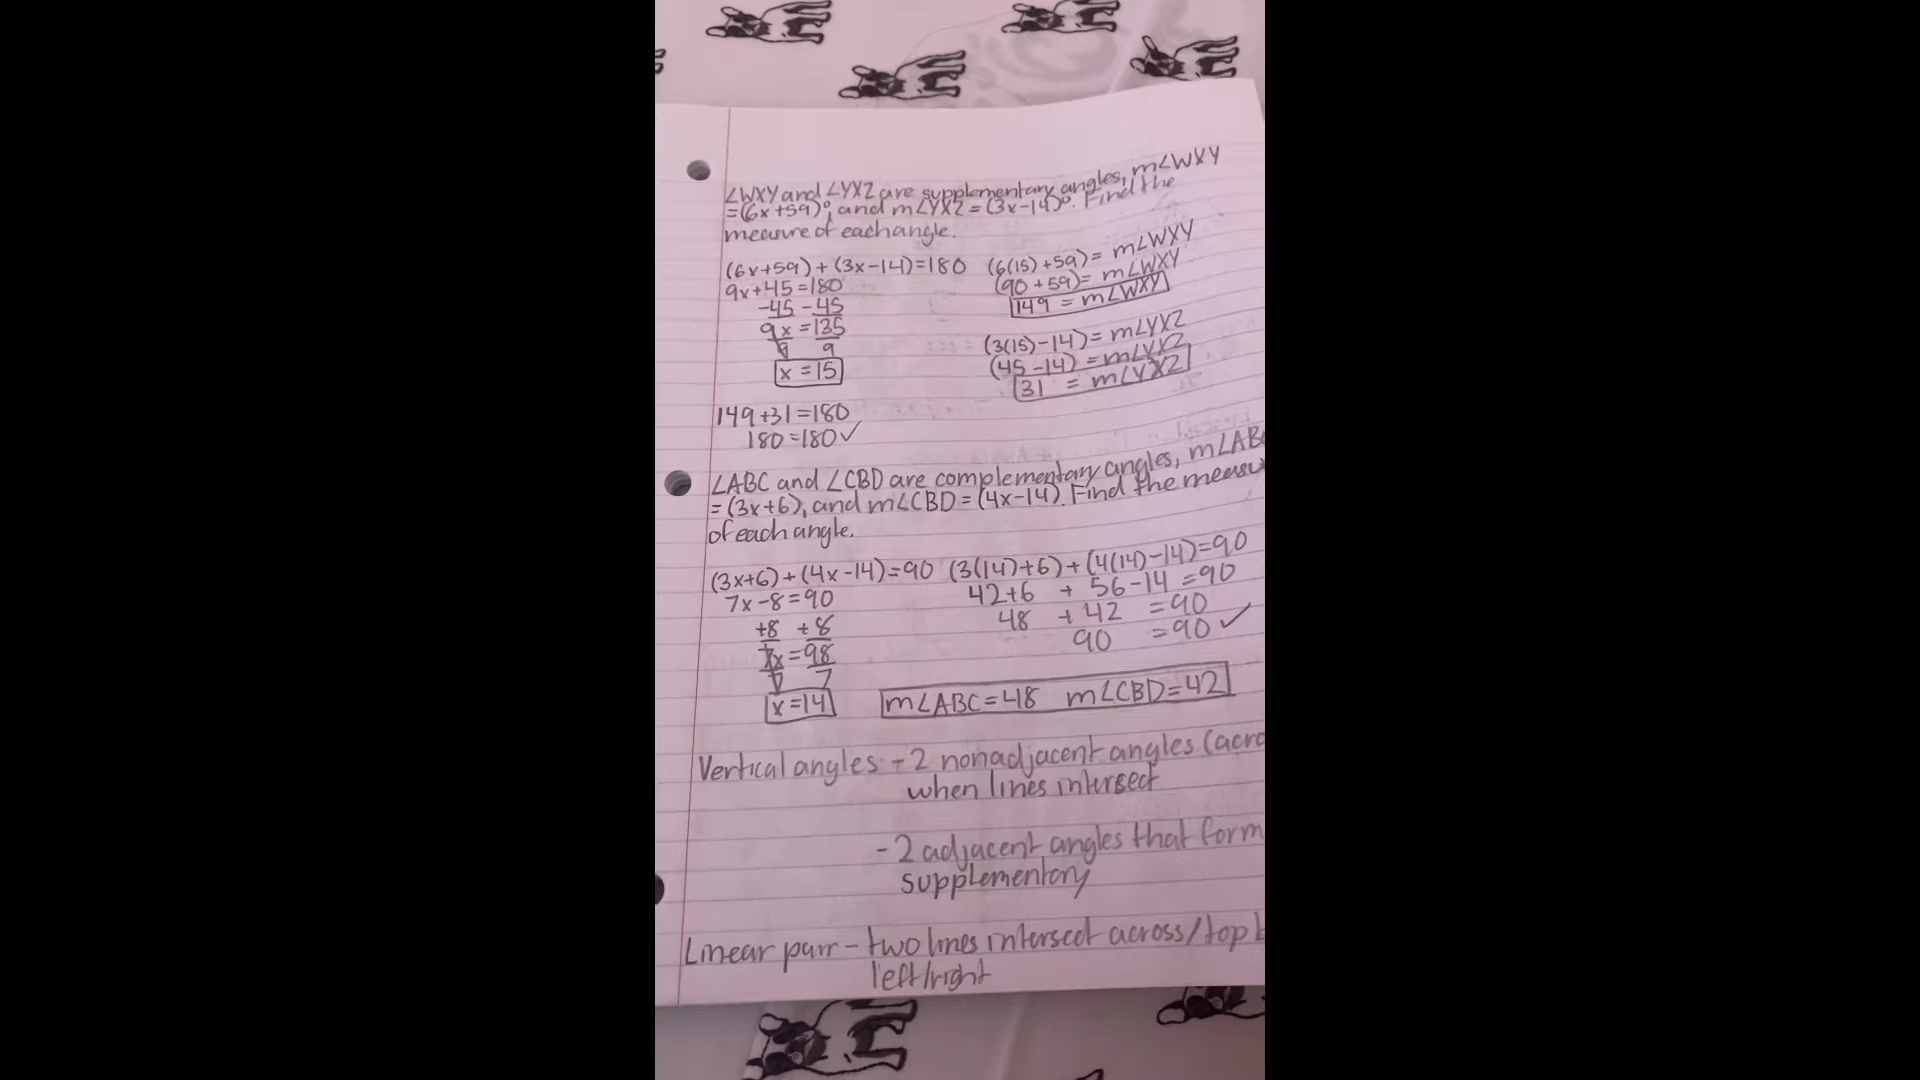 ∠WXY and ∠YXZ are supplementary angles, m∠WXY
=(6x+59)°, and m∠YXZ = (3x-14)°. Find the
measure of each angle.
(6x+59)+(3x-14)=180
9x+45=180
-45 -45
9x=135
9 9
x=15
(6(15)+59)= m∠WXY
(90+59)= m∠WXY
149 = m∠WXY
(3(15)-14)= m∠YXZ
(45-14) = m∠YXZ
31 = m∠YXZ
149+31=180
180=180✓
∠ABC and ∠CBD are complementary angles, m∠ABC
=(3x+6), and m∠CBD=(4x-14). Find the measu
of each angle.
(3x+6)+(4x-14)=90
7x-8=90
+8 +8
7x=98
7 7
x=14
(3(14)+6)+(4(14)-14)=90
42+6 + 56-14 =90
48 + 42 =90
90 =90 ✓
m∠ABC=48 m∠CBD=42
Vertical angles - 2 nonadjacent angles (acro
when lines intersect
- 2 adjacent angles that form
supplementary
Linear pair - two lines intersect across/top b
left/right